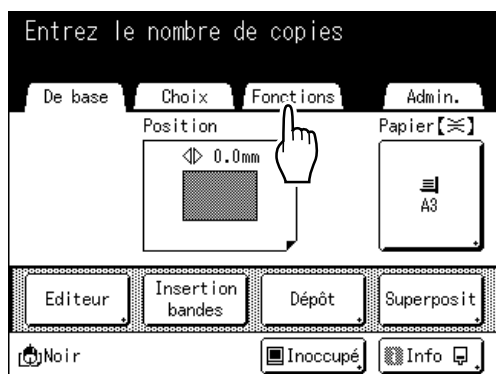 Entrez le nombre de copies
De base Choix Fonctions Admin.
Position Papier【⪥】
0.0mm
A3
Editeur Insertion bandes Dépôt Superposit
Noir Inoccupé Info